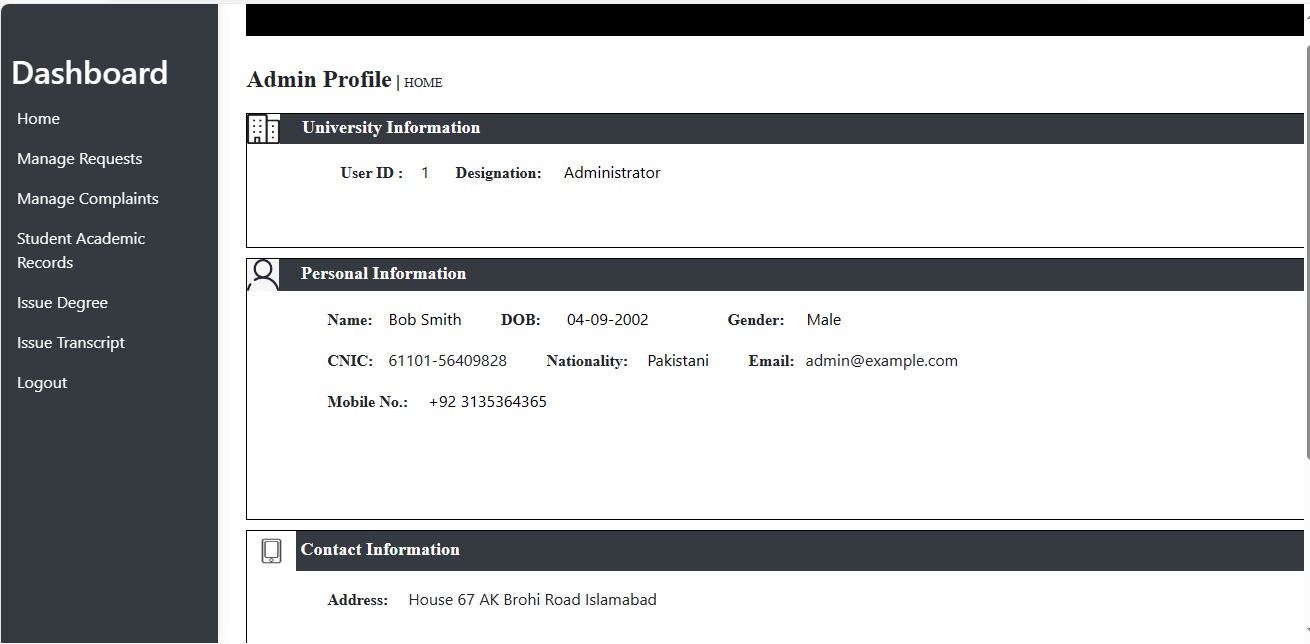 Dashboard
Home
Manage Requests
Manage Complaints
Student Academic
Records
Issue Degree
Issue Transcript
Logout
Admin Profile | HOME
University Information
User ID : 1 Designation: Administrator
Personal Information
Name: Bob Smith DOB: 04-09-2002 Gender: Male
CNIC: 61101-56409828 Nationality: Pakistani Email: admin@example.com
Mobile No.: +92 3135364365
Contact Information
Address: House 67 AK Brohi Road Islamabad